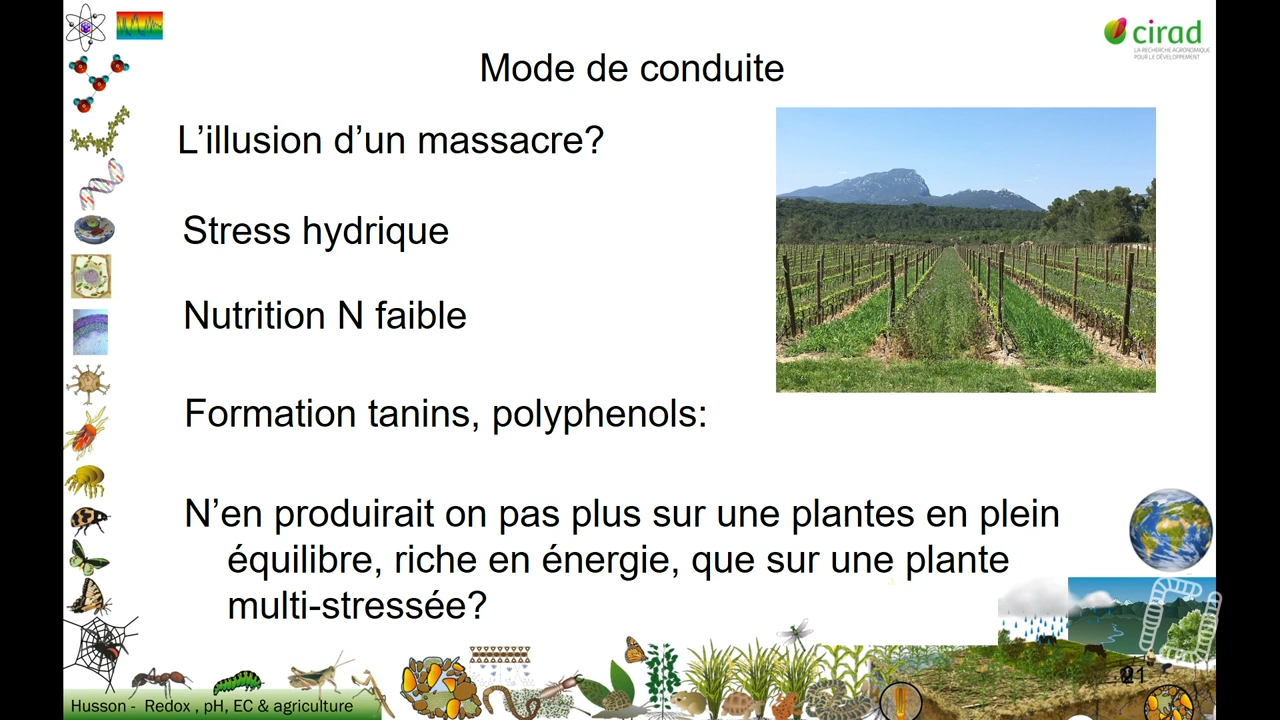 cirad
LA RECHERCHE AGRONOMIQUE
POUR LE DÉVELOPPEMENT
Mode de conduite
L’illusion d’un massacre?
Stress hydrique
Nutrition N faible
Formation tanins, polyphenols:
N’en produirait on pas plus sur une plantes en plein
équilibre, riche en énergie, que sur une plante
multi-stressée?
Husson - Redox , pH, EC & agriculture